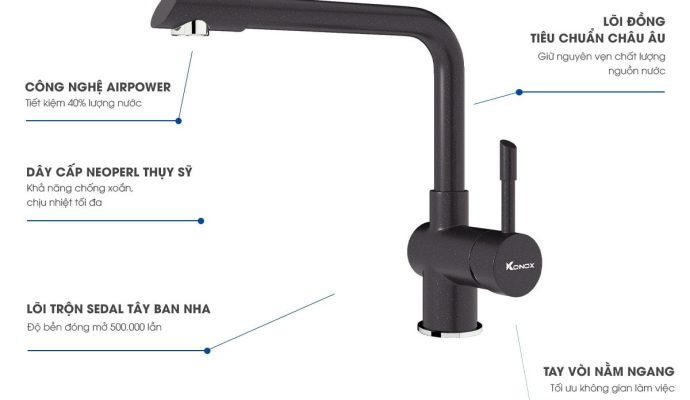 LÕI ĐỒNG
TIÊU CHUẨN CHÂU ÂU
Giữ nguyên vẹn chất lượng
nguồn nước
CÔNG NGHỆ AIRPOWER
Tiết kiệm 40% lượng nước
DÂY CẤP NEOPERL THỤY SỸ
Khả năng chống xoắn,
chịu nhiệt tối đa
KONOX
LÕI TRỘN SEDAL TÂY BAN NHA
Độ bền đóng mở 500.000 lần
TAY VÒI NẰM NGANG
Tối ưu không gian làm việc